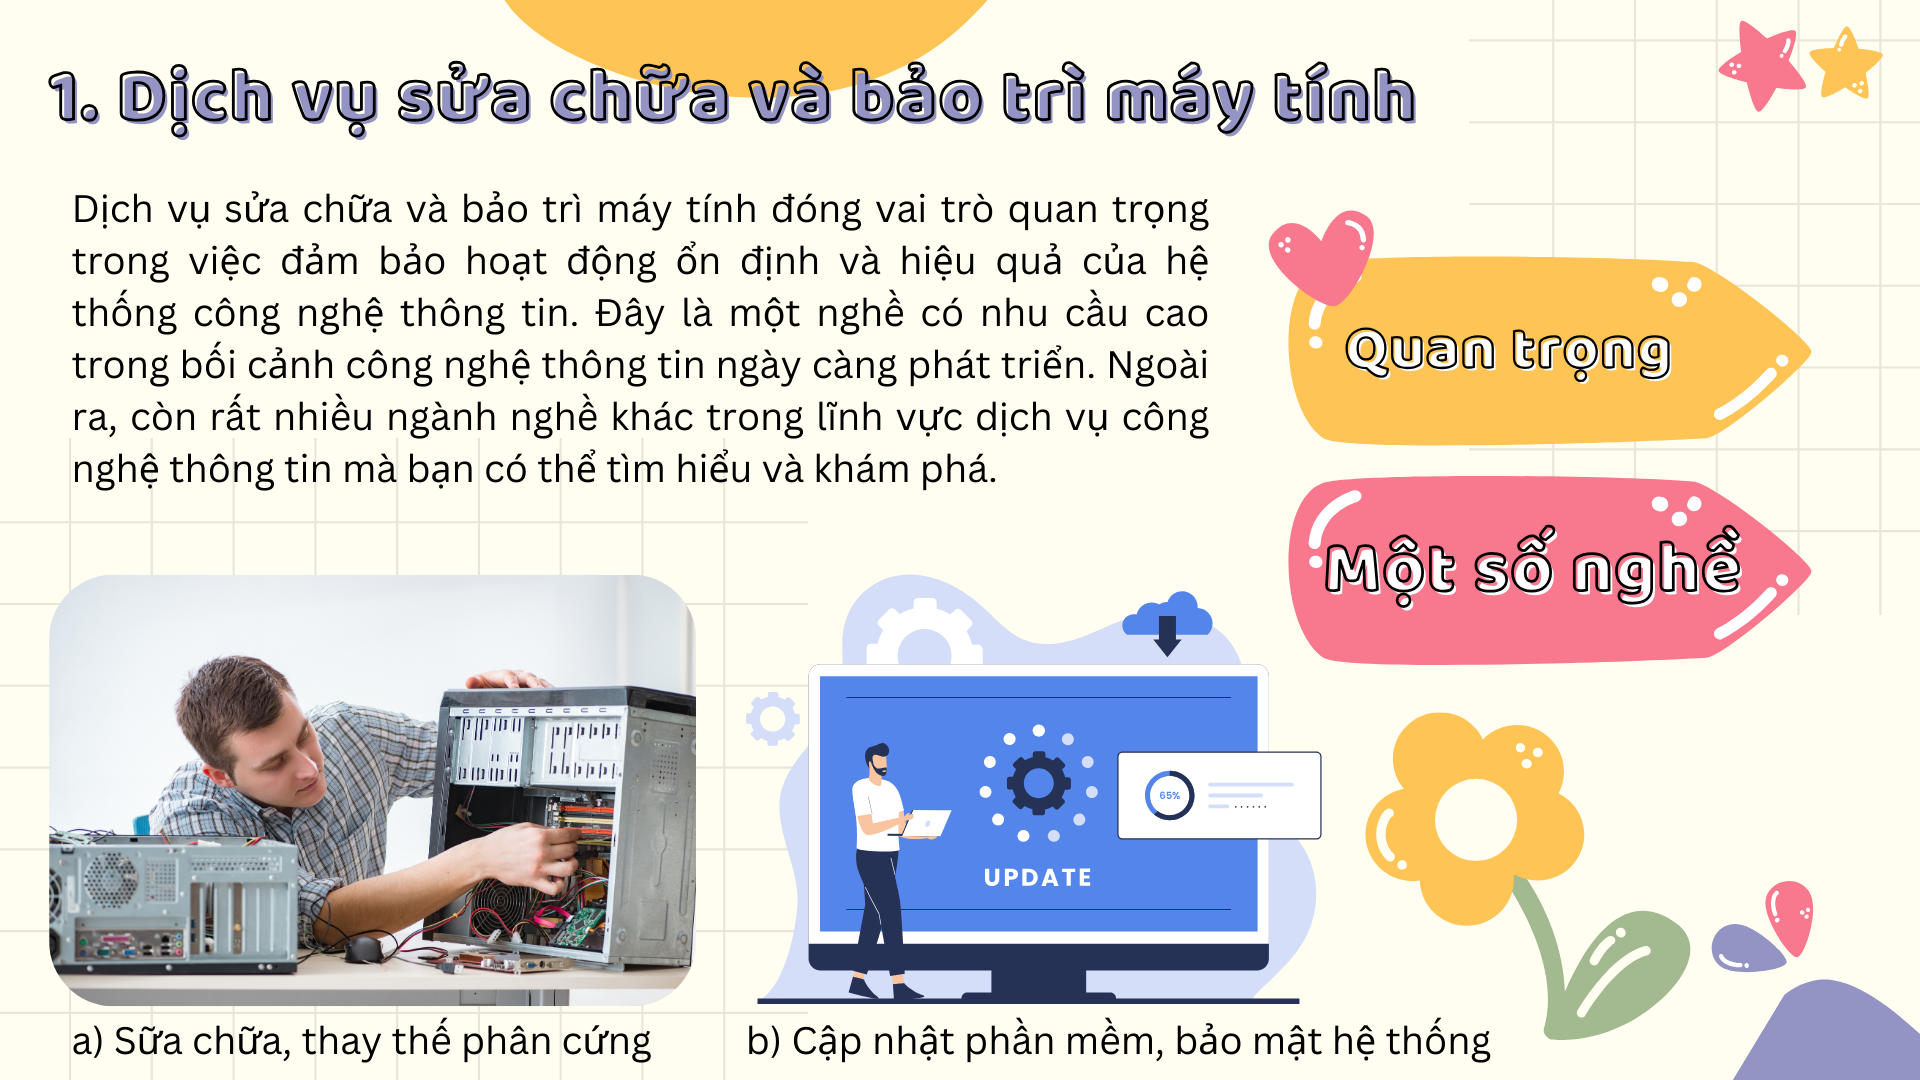 1. Dịch vụ sửa chữa và bảo trì máy tính
Dịch vụ sửa chữa và bảo trì máy tính đóng vai trò quan trọng
trong việc đảm bảo hoạt động ổn định và hiệu quả của hệ
thống công nghệ thông tin. Đây là một nghề có nhu cầu cao
trong bối cảnh công nghệ thông tin ngày càng phát triển. Ngoài
ra, còn rất nhiều ngành nghề khác trong lĩnh vực dịch vụ công
nghệ thông tin mà bạn có thể tìm hiểu và khám phá.
Quan trọng
Một số nghề
65%
UPDATE
a) Sữa chữa, thay thế phân cứng
b) Cập nhật phần mềm, bảo mật hệ thống